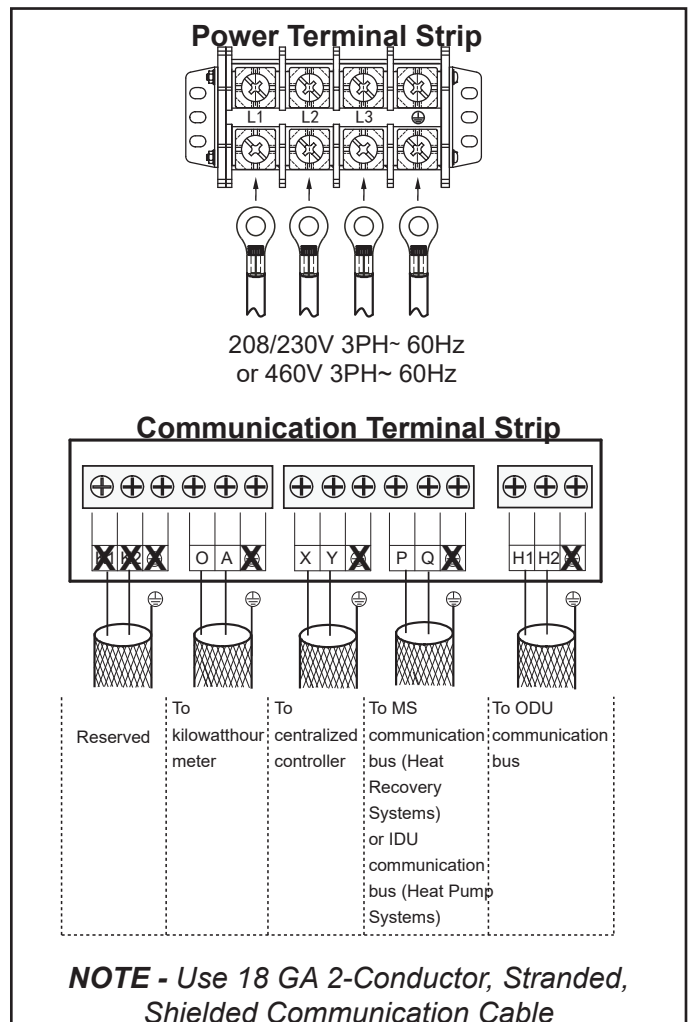 Power Terminal Strip
L1 L2 L3
208/230V 3PH~ 60Hz
or 460V 3PH~ 60Hz
Communication Terminal Strip
O A X Y P Q H1 H2
Reserved
To
kilowatthour
meter
To
centralized
controller
To MS
communication
bus (Heat
Recovery
Systems)
or IDU
communication
bus (Heat Pump
Systems)
To ODU
communication
bus
NOTE - Use 18 GA 2-Conductor, Stranded,
Shielded Communication Cable